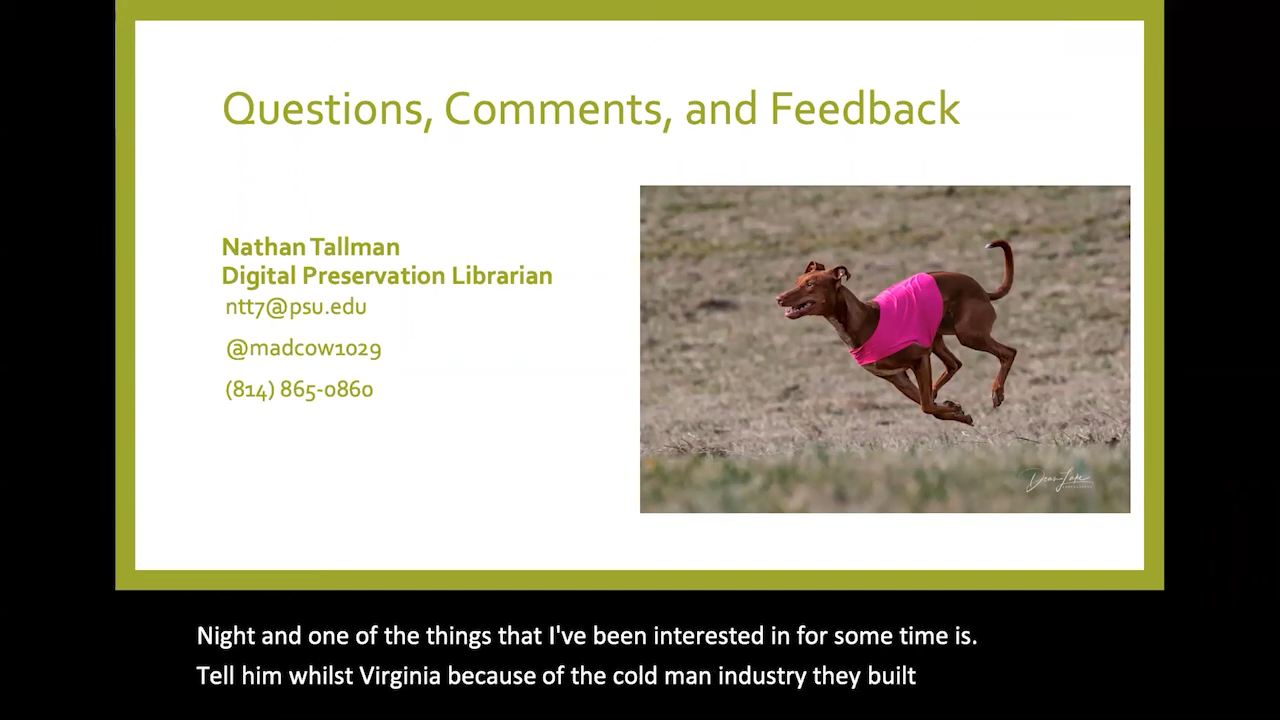 Questions, Comments, and Feedback
Nathan Tallman
Digital Preservation Librarian
ntt7@psu.edu
@madcow1029
(814) 865-0860
Night and one of the things that I've been interested in for some time is.
Tell him whilst Virginia because of the cold man industry they built